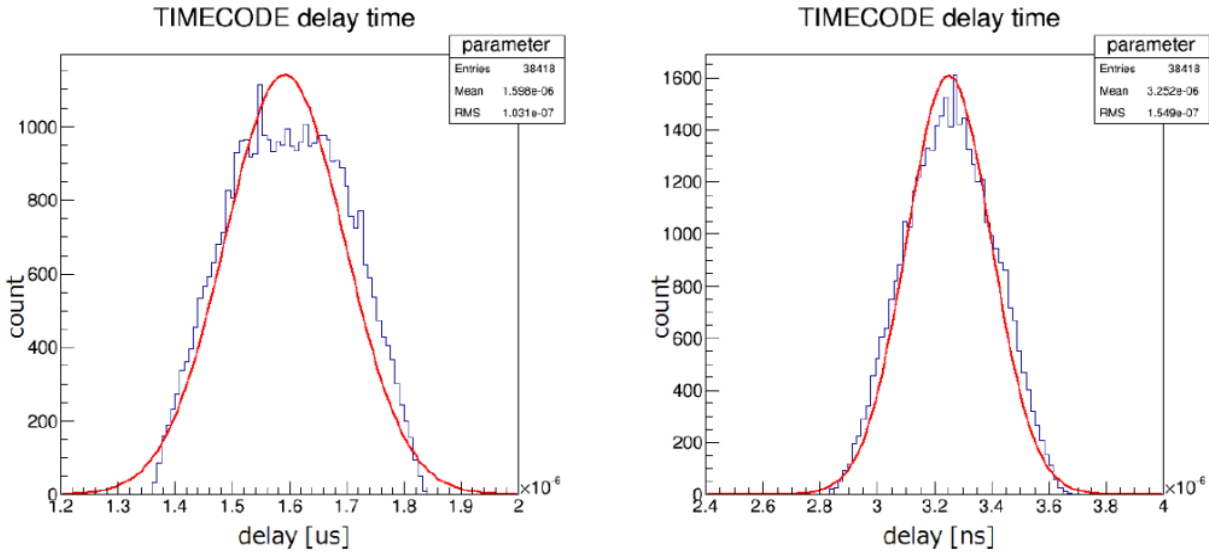 TIMECODE delay time
parameter
Entries 38418
Mean 1.598e-06
RMS 1.031e-07
1000
800
600
400
200
0
count
1.2 1.3 1.4 1.5 1.6 1.7 1.8 1.9 2
×10⁻⁶
delay [us]
TIMECODE delay time
parameter
Entries 38418
Mean 3.252e-06
RMS 1.549e-07
1600
1400
1200
1000
800
600
400
200
0
count
2.4 2.6 2.8 3 3.2 3.4 3.6 3.8 4
×10⁻⁶
delay [ns]